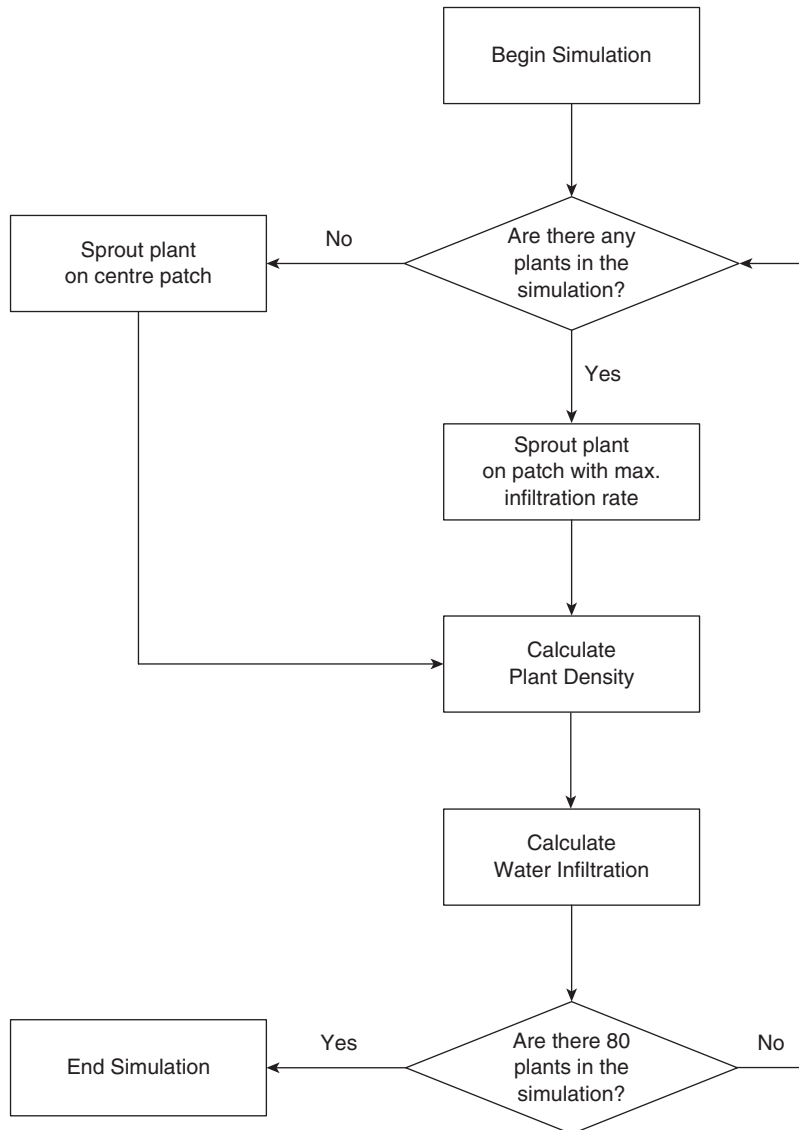 Begin Simulation
Are there any
plants in the
simulation?
No
Sprout plant
on centre patch
Yes
Sprout plant
on patch with max.
infiltration rate
Calculate
Plant Density
Calculate
Water Infiltration
Are there 80
plants in the
simulation?
Yes
No
End Simulation